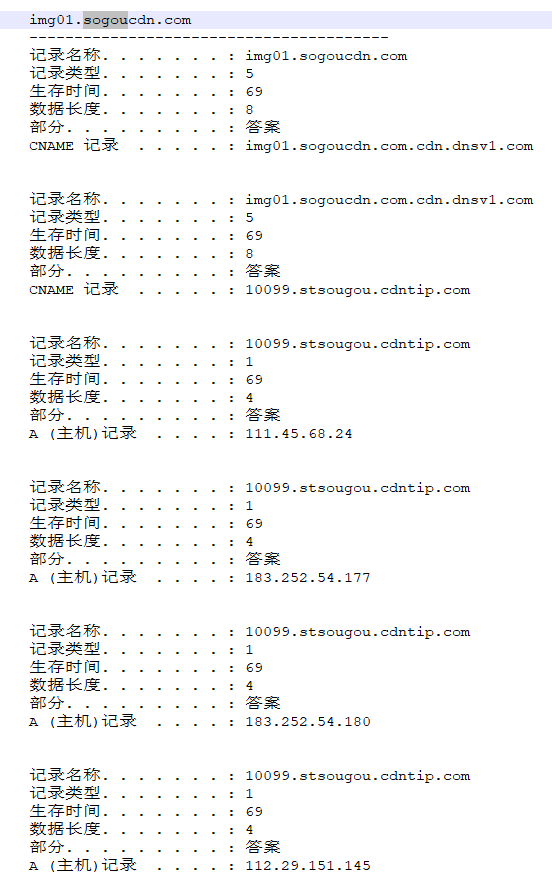 img01.sogoucdn.com
----------------------------------------
记录名称. . . . . . . : img01.sogoucdn.com
记录类型. . . . . . . : 5
生存时间. . . . . . . : 69
数据长度. . . . . . . : 8
部分. . . . . . . . . : 答案
CNAME 记录  . . . . . : img01.sogoucdn.com.cdn.dnsv1.com
记录名称. . . . . . . : img01.sogoucdn.com.cdn.dnsv1.com
记录类型. . . . . . . : 5
生存时间. . . . . . . : 69
数据长度. . . . . . . : 8
部分. . . . . . . . . : 答案
CNAME 记录  . . . . . : 10099.stsougou.cdntip.com
记录名称. . . . . . . : 10099.stsougou.cdntip.com
记录类型. . . . . . . : 1
生存时间. . . . . . . : 69
数据长度. . . . . . . : 4
部分. . . . . . . . . : 答案
A (主机)记录  . . . . : 111.45.68.24
记录名称. . . . . . . : 10099.stsougou.cdntip.com
记录类型. . . . . . . : 1
生存时间. . . . . . . : 69
数据长度. . . . . . . : 4
部分. . . . . . . . . : 答案
A (主机)记录  . . . . : 183.252.54.177
记录名称. . . . . . . : 10099.stsougou.cdntip.com
记录类型. . . . . . . : 1
生存时间. . . . . . . : 69
数据长度. . . . . . . : 4
部分. . . . . . . . . : 答案
A (主机)记录  . . . . : 183.252.54.180
记录名称. . . . . . . : 10099.stsougou.cdntip.com
记录类型. . . . . . . : 1
生存时间. . . . . . . : 69
数据长度. . . . . . . : 4
部分. . . . . . . . . : 答案
A (主机)记录  . . . . : 112.29.151.145